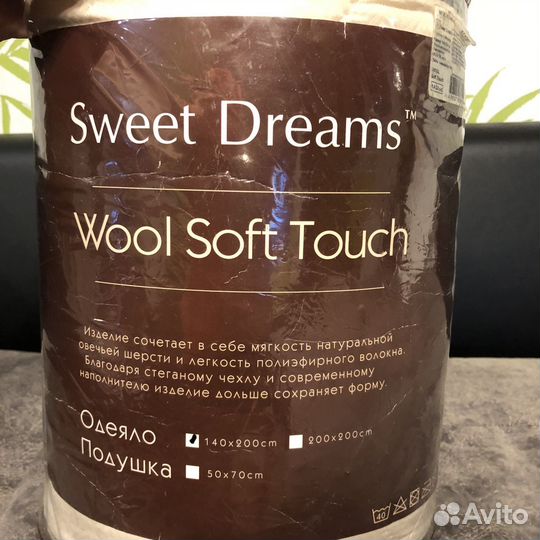 Sweet Dreams™
Wool Soft Touch
Изделие сочетает в себе мягкость натуральной
овечьей шерсти и легкость полиэфирного волокна.
Благодаря стеганому чехлу и современному
наполнителю изделие дольше сохраняет форму.
Одеяло 140x200cm 200x200cm
Подушка 50x70cm
40
Avito